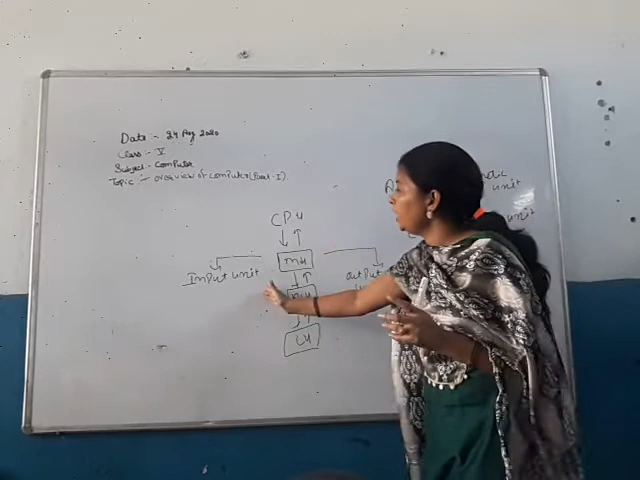 Date :- 24 Aug 2020
Class :- V
Subject - Computer
Topic :- overview of computer (Part-I)
CPU
MU
Input unit
output
unit
unit
CU